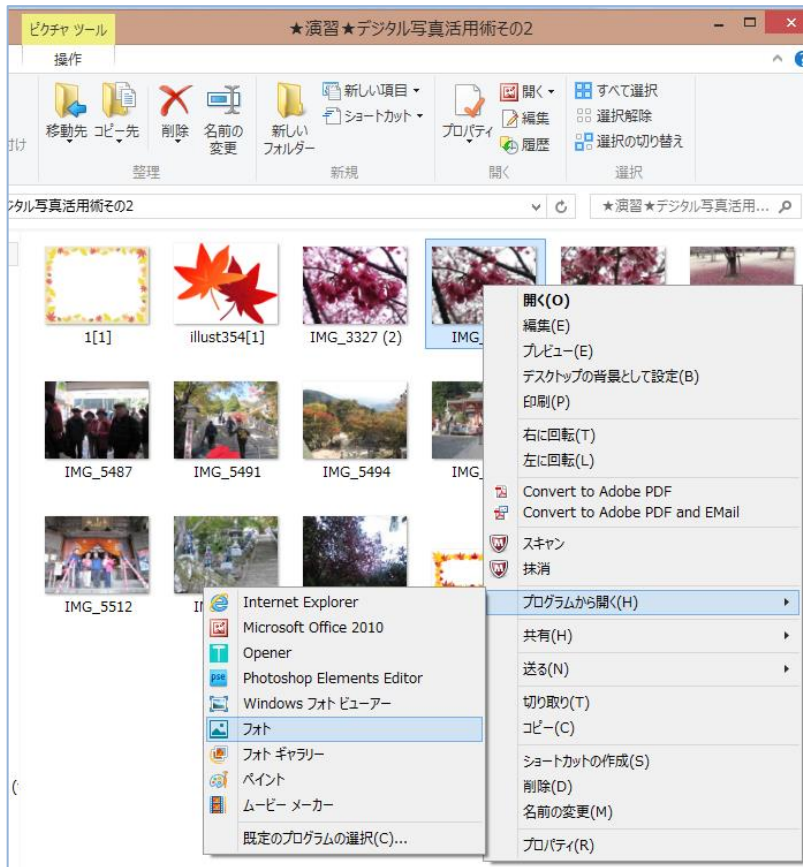 ピクチャ ツール
★演習★デジタル写真活用術その2
操作
移動先
コピー先
削除
名前の
変更
新しい
フォルダー
新しい項目
ショートカット
プロパティ
開く
編集
履歴
すべて選択
選択解除
選択の切り替え
整理
新規
開く
選択
タル写真活用術その2
★演習★デジタル写真活用...
1[1]
illust354[1]
IMG_3327 (2)
IMG_
IMG_5487
IMG_5491
IMG_5494
IMG_
IMG_5512
開く(O)
編集(E)
プレビュー(E)
デスクトップの背景として設定(B)
印刷(P)
右に回転(T)
左に回転(L)
Convert to Adobe PDF
Convert to Adobe PDF and EMail
スキャン
抹消
プログラムから開く(H)
共有(H)
送る(N)
切り取り(T)
コピー(C)
ショートカットの作成(S)
削除(D)
名前の変更(M)
プロパティ(R)
Internet Explorer
Microsoft Office 2010
Opener
pse
Photoshop Elements Editor
Windows フォト ビューアー
フォト
フォト ギャラリー
ペイント
ムービー メーカー
既定のプログラムの選択(C)...